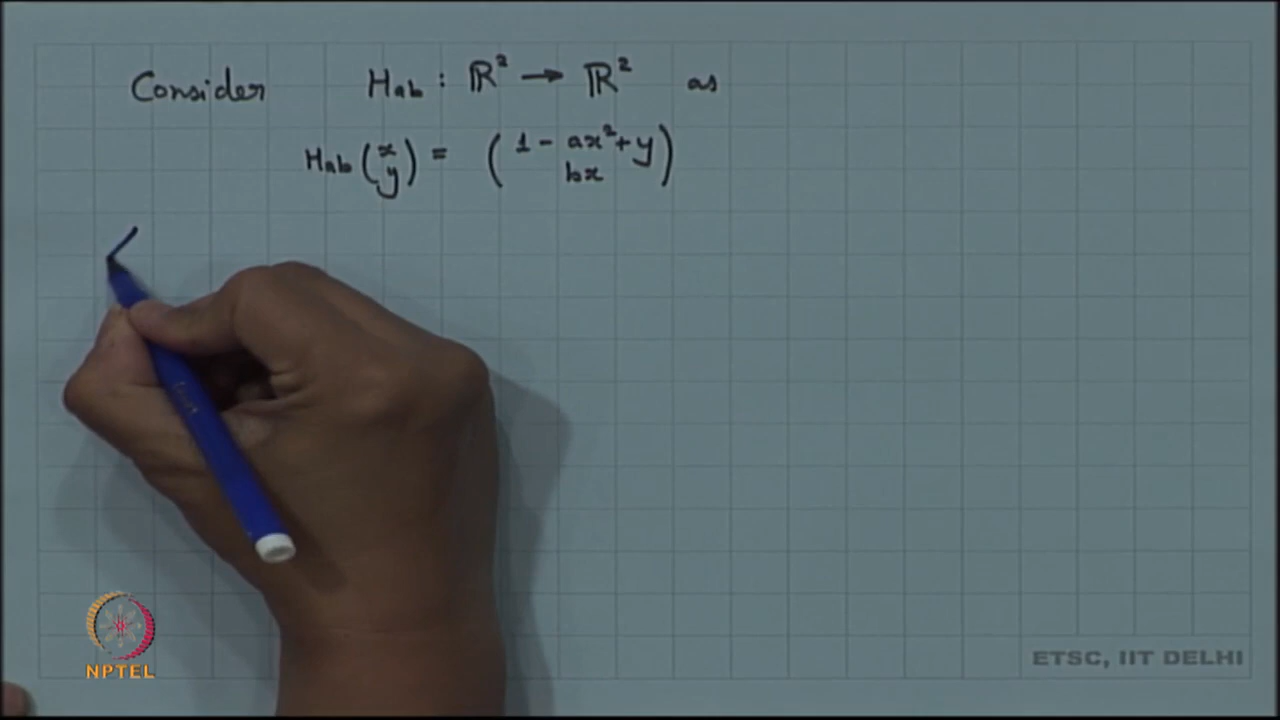 Consider H_ab : ℝ² → ℝ² as
H_ab (x y) = (1 - ax² + y bx)
NPTEL
ETSC, IIT DELHI